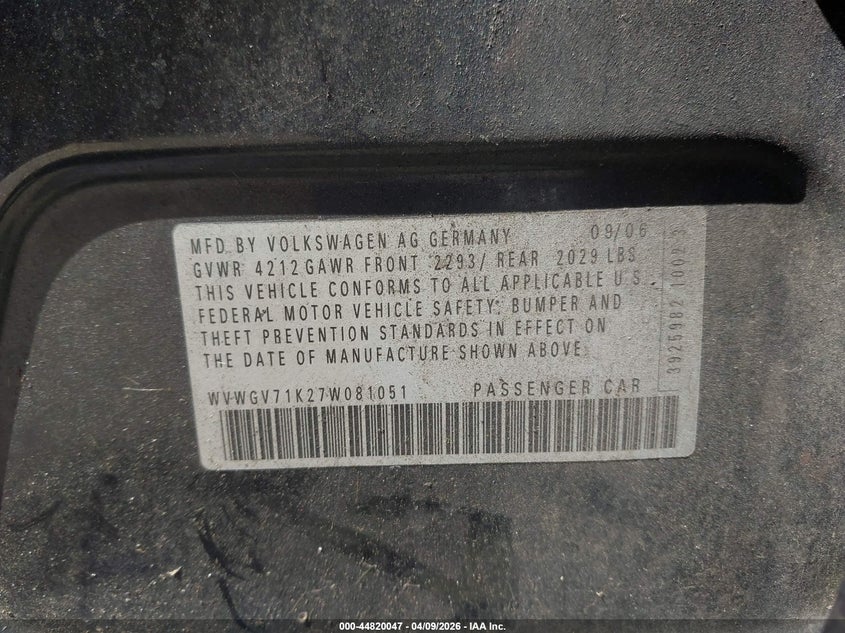 MFD BY VOLKSWAGEN AG GERMANY 09/06
GVWR 4212 GAWR FRONT 2293/ REAR 2029 LBS
THIS VEHICLE CONFORMS TO ALL APPLICABLE U.S.
FEDERAL MOTOR VEHICLE SAFETY, BUMPER AND
THEFT PREVENTION STANDARDS IN EFFECT ON
THE DATE OF MANUFACTURE SHOWN ABOVE.
WVWGV71K27W081051 PASSENGER CAR
3925982
000-44820047 - 04/09/2026 - IAA Inc.